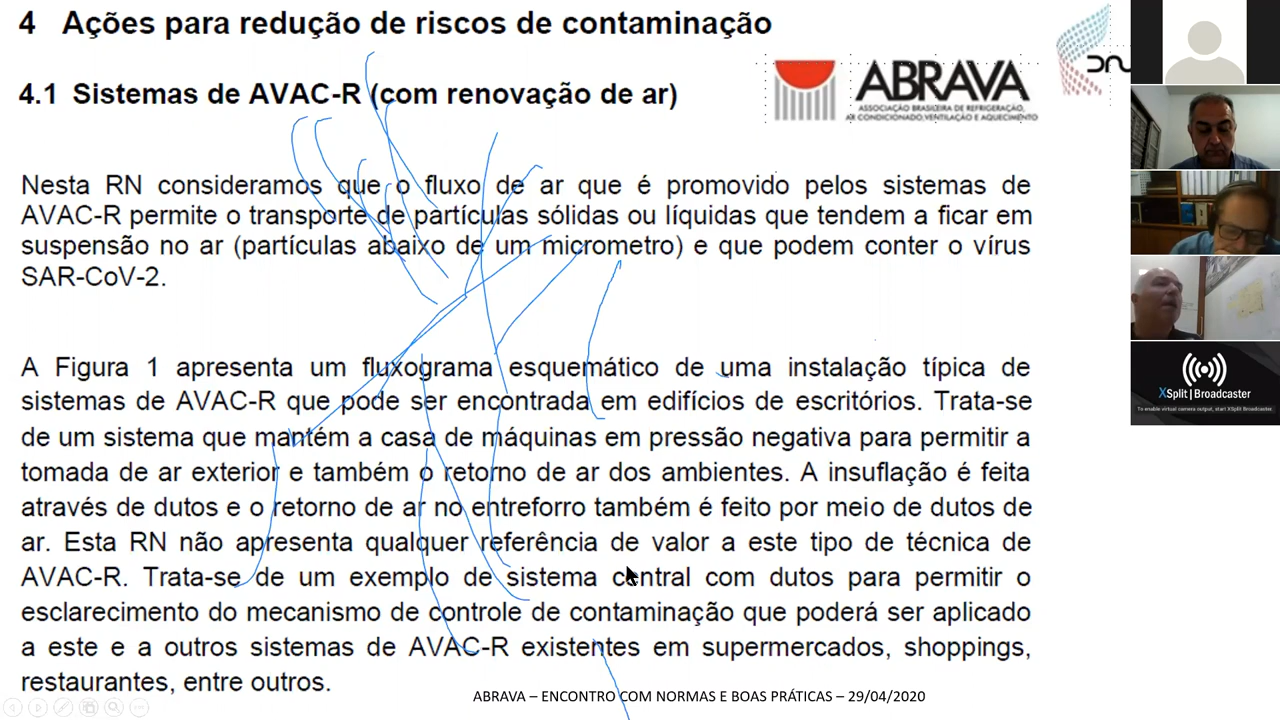 4 Ações para redução de riscos de contaminação
4.1 Sistemas de AVAC-R (com renovação de ar)
ABRAVA
ASSOCIAÇÃO BRASILEIRA DE REFRIGERAÇÃO,
AR CONDICIONADO, VENTILAÇÃO E AQUECIMENTO
Nesta RN consideramos que o fluxo de ar que é promovido pelos sistemas de
AVAC-R permite o transporte de partículas sólidas ou líquidas que tendem a ficar em
suspensão no ar (partículas abaixo de um micrometro) e que podem conter o vírus
SAR-CoV-2.
A Figura 1 apresenta um fluxograma esquemático de uma instalação típica de
sistemas de AVAC-R que pode ser encontrada em edifícios de escritórios. Trata-se
de um sistema que mantém a casa de máquinas em pressão negativa para permitir a
tomada de ar exterior e também o retorno de ar dos ambientes. A insuflação é feita
através de dutos e o retorno de ar no entreforro também é feito por meio de dutos de
ar. Esta RN não apresenta qualquer referência de valor a este tipo de técnica de
AVAC-R. Trata-se de um exemplo de sistema central com dutos para permitir o
esclarecimento do mecanismo de controle de contaminação que poderá ser aplicado
a este e a outros sistemas de AVAC-R existentes em supermercados, shoppings,
restaurantes, entre outros.
ABRAVA – ENCONTRO COM NORMAS E BOAS PRÁTICAS – 29/04/2020
XSplit | Broadcaster
To enable virtual camera output, start XSplit Broadcaster.